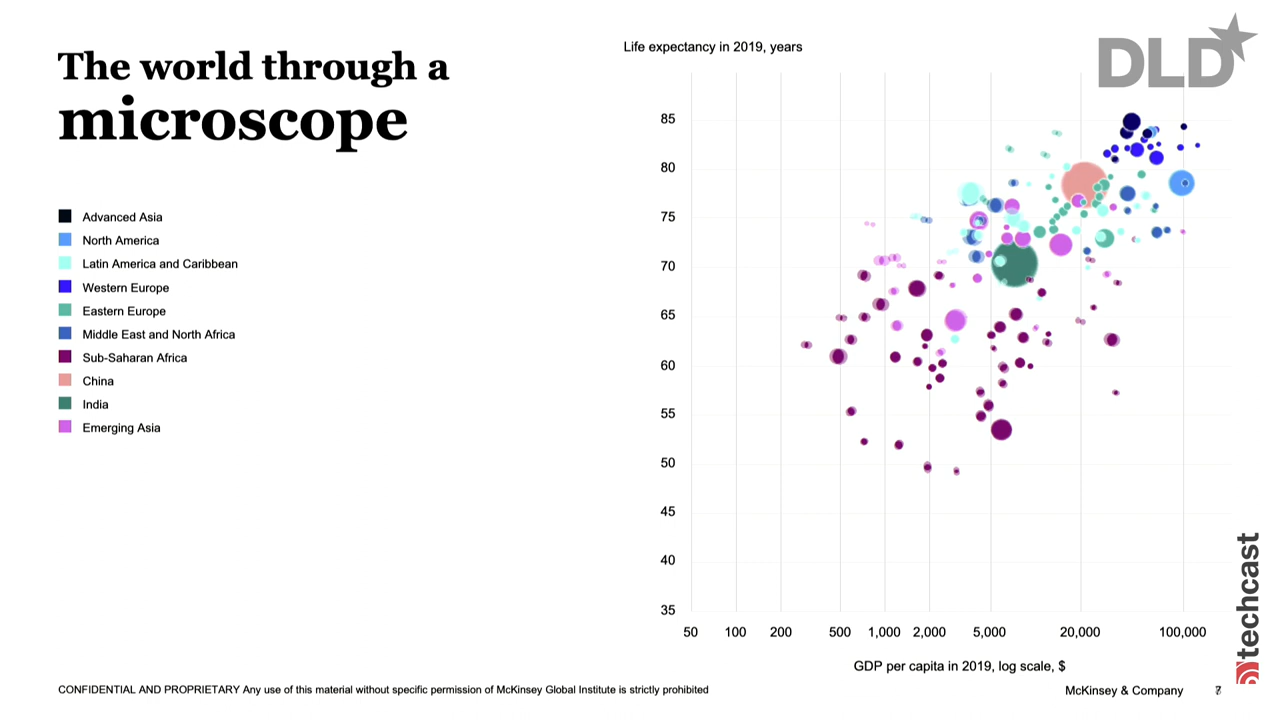 The world through a
microscope
DLD
Advanced Asia
North America
Latin America and Caribbean
Western Europe
Eastern Europe
Middle East and North Africa
Sub-Saharan Africa
China
India
Emerging Asia
Life expectancy in 2019, years
85
80
75
70
65
60
55
50
45
40
35
50 100 200 500 1,000 2,000 5,000 20,000 100,000
GDP per capita in 2019, log scale, $
techcast
CONFIDENTIAL AND PROPRIETARY Any use of this material without specific permission of McKinsey Global Institute is strictly prohibited
McKinsey & Company